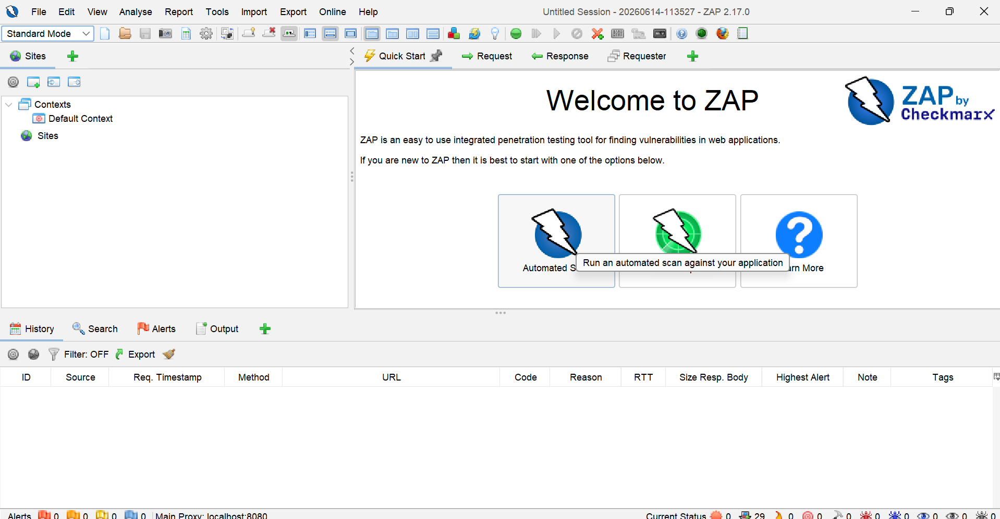 File Edit View Analyse Report Tools Import Export Online Help
Untitled Session - 20260614-113527 - ZAP 2.17.0
Standard Mode
Sites
Quick Start Request Response Requester
Contexts
Default Context
Sites
Welcome to ZAP
ZAP by
Checkmarx
ZAP is an easy to use integrated penetration testing tool for finding vulnerabilities in web applications.
If you are new to ZAP then it is best to start with one of the options below.
Run an automated scan against your application
Automated S
rn More
History Search Alerts Output
Filter: OFF Export
ID Source Req. Timestamp Method URL Code Reason RTT Size Resp. Body Highest Alert Note Tags
Alerts 0 0 0 0 Main Proxy: localhost:8080
Current Status 0 29 0 0 0 0 0 0 0 0